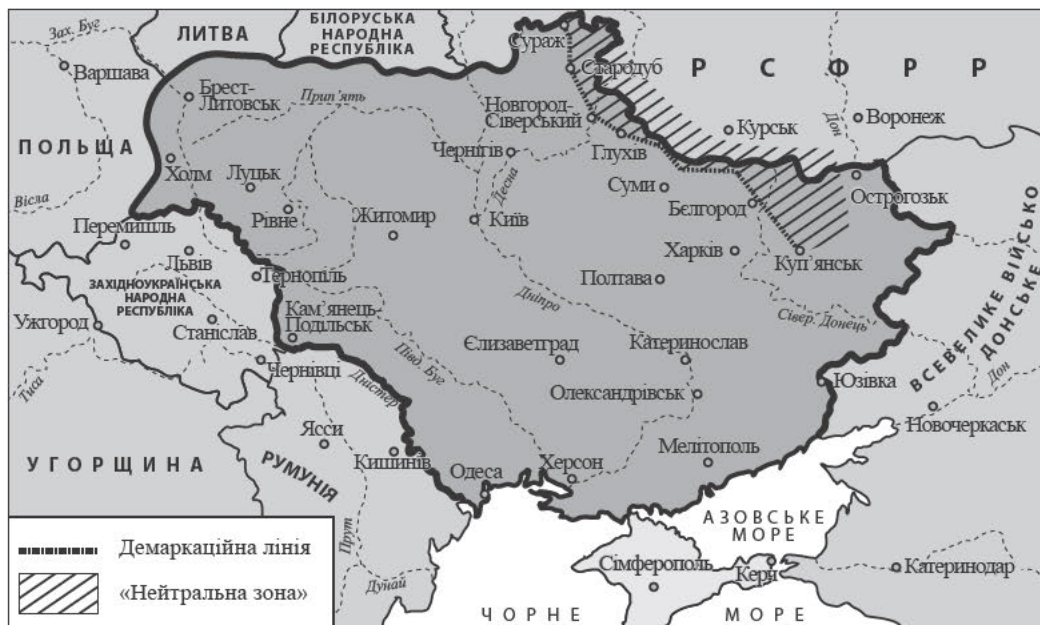 Зах. Буг
Варшава
ЛИТВА
БІЛОРУСЬКА
НАРОДНА
РЕСПУБЛІКА
Сураж
Стародуб
Р С Ф Р Р
Брест-
Литовськ
Прип’ять
Новгород-
Сіверський
Чернігів
Десна
Глухів
Курськ
Дон
Воронеж
ПОЛЬЩА
Вісла
Холм
Луцьк
Рівне
Житомир
Київ
Суми
Бєлгород
Острогозьк
Перемишль
Львів
Тернопіль
Харків
Куп’янськ
Полтава
ЗАХІДНОУКРАЇНСЬКА
НАРОДНА
РЕСПУБЛІКА
Кам’янець-
Подільськ
Дніпро
Сівер. Донець
Ужгород
Станіслав
Чернівці
Півд. Буг
Єлизаветград
Катеринослав
ВСЕВЕЛИКЕ ВІЙСЬКО
ДОНСЬКЕ
Тиса
Дністер
Олександрівськ
Юзівка
Дон
Новочеркаськ
Ясси
Кишинів
УГОРЩИНА
РУМУНІЯ
Одеса
Херсон
Мелітополь
Прут
Дунай
АЗОВСЬКЕ
МОРЕ
Сімферополь
Керч
Катеринодар
ЧОРНЕ
МОРЕ
Демаркаційна лінія
«Нейтральна зона»